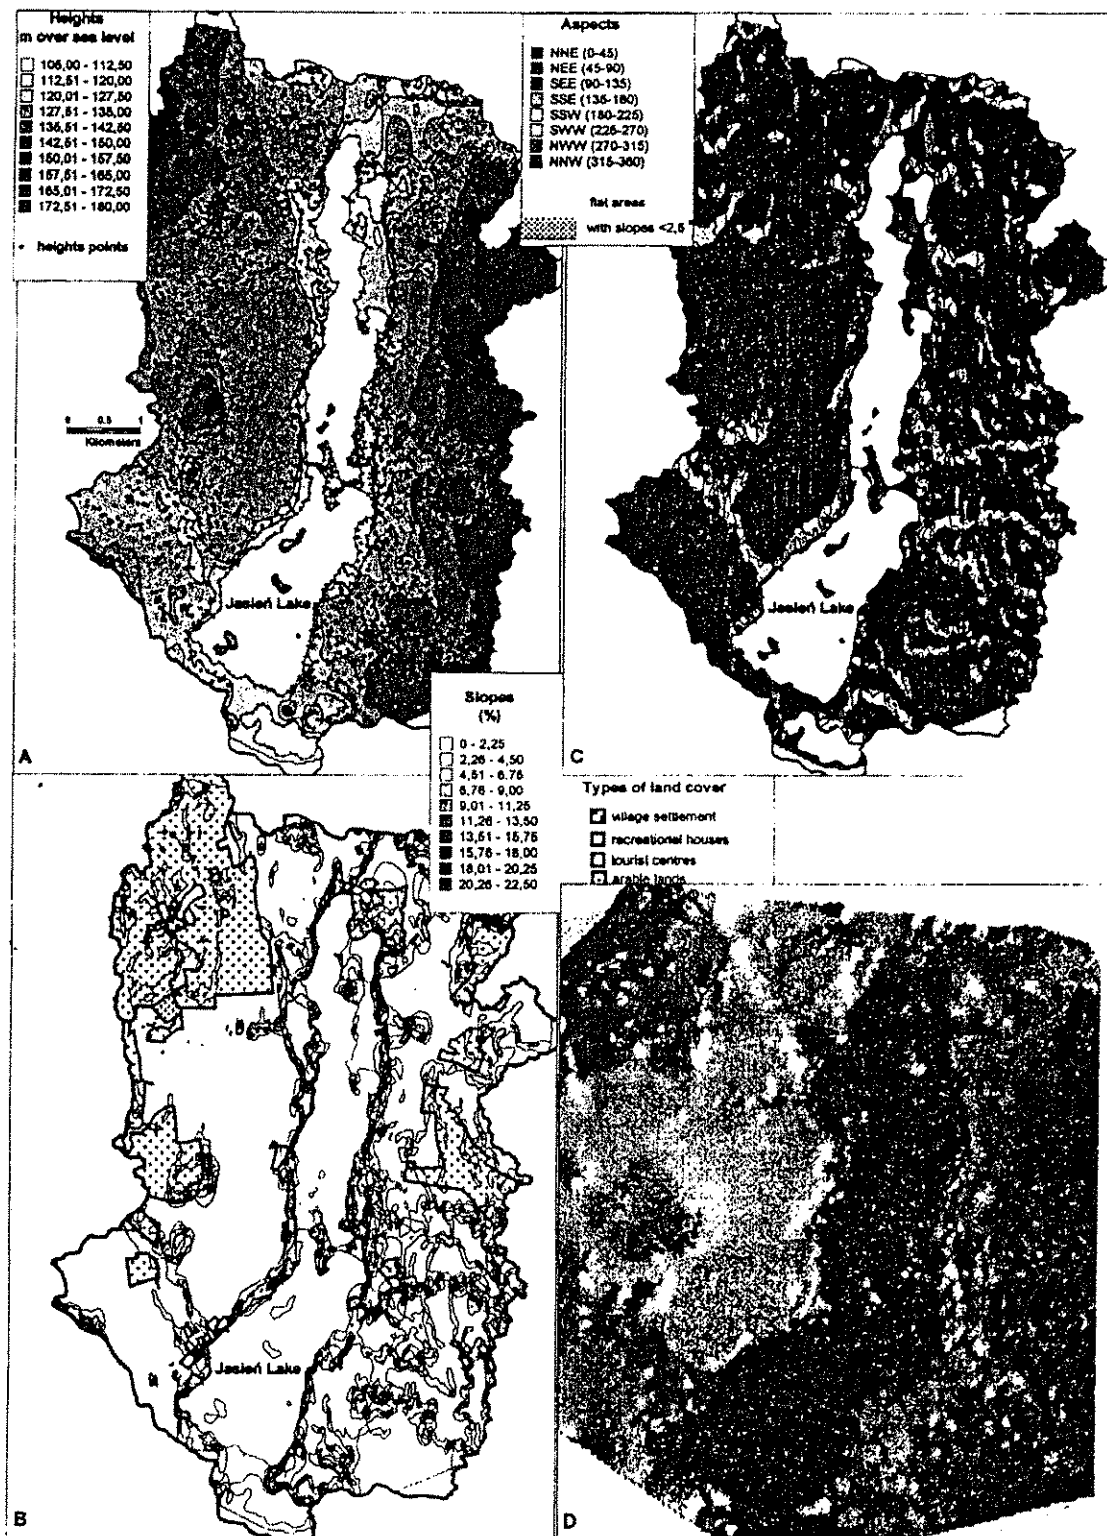 Heights
m over sea level
105,00 - 112,50
112,51 - 120,00
120,01 - 127,50
127,51 - 135,00
135,51 - 142,50
142,51 - 150,00
150,01 - 157,50
157,51 - 165,00
165,01 - 172,50
172,51 - 180,00
heights points
0 0.5 1
Kilometers
Jasień Lake
A
Aspects
NNE (0-45)
NEE (45-90)
SEE (90-135)
SSE (135-180)
SSW (180-225)
SWW (225-270)
NWW (270-315)
NNW (315-360)
flat areas
with slopes <2,5
Jasień Lake
C
Slopes
(%)
0 - 2,25
2,26 - 4,50
4,51 - 6,75
6,76 - 9,00
9,01 - 11,25
11,26 - 13,50
13,51 - 15,75
15,76 - 18,00
18,01 - 20,25
20,26 - 22,50
Jasień Lake
B
Types of land cover
village settlement
recreational houses
tourist centres
arable lands
D